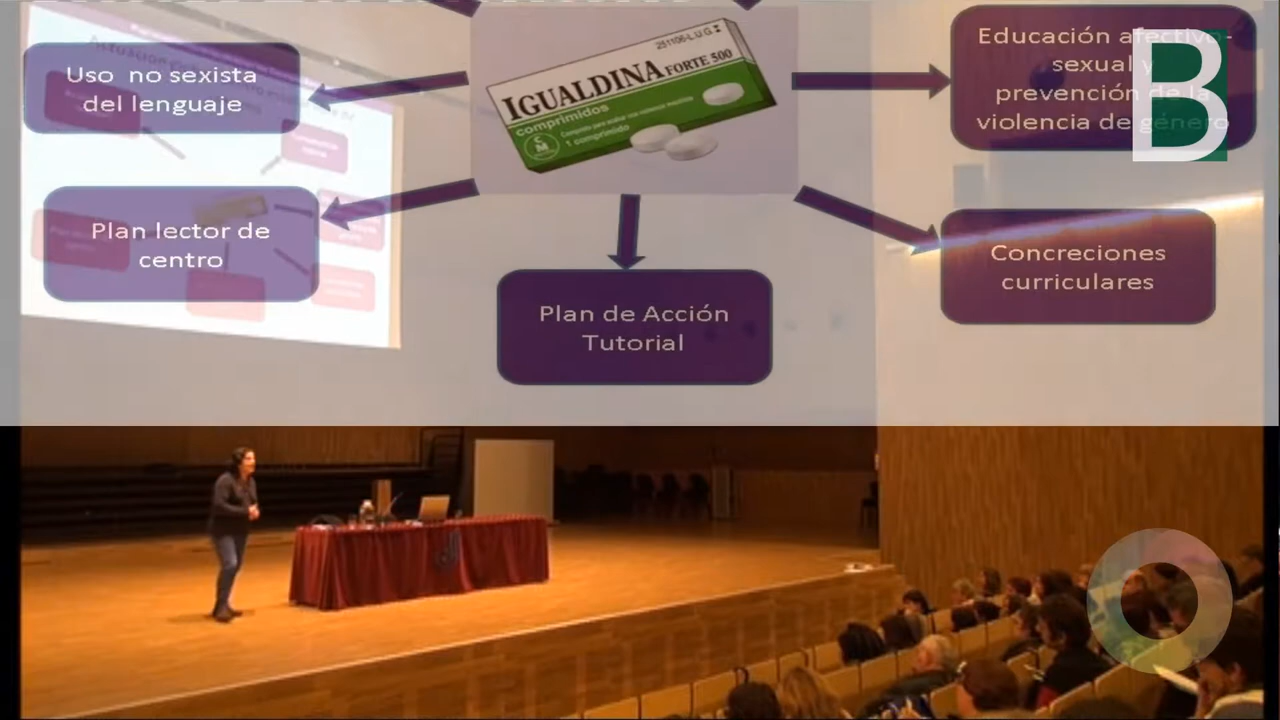 Uso no sexista
del lenguaje
251106-L.U.G.
IGUALDINA FORTE 500
comprimidos
1 comprimido
Educación afectivo-
sexual y
prevención de la
violencia de género
B
Plan lector de
centro
Concreciones
curriculares
Plan de Acción
Tutorial